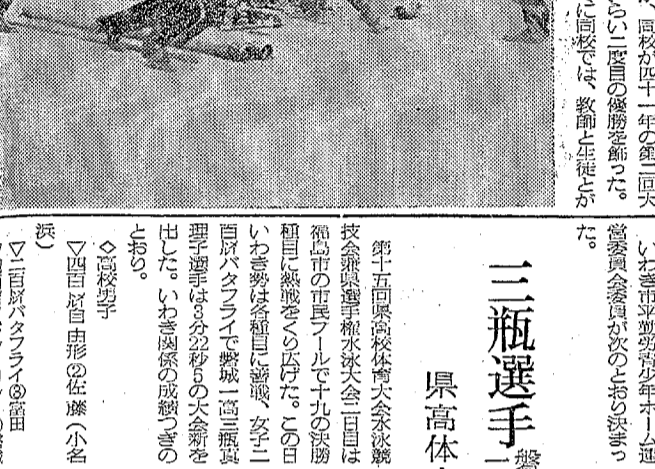 、同校が四十一年の第二回大
らい二度目の優勝を飾った。
に同校では、教師と生徒とが
いわき市平勤労青少年ホーム運
営委員会委員が次のとおり決まっ
た。
三瓶選手
県高体
第十五回県高校体育大会水泳競
技会兼県選手権水泳大会二日目は
福島市の市民プールで十九の決勝
種目に熱戦をくり広げた。この日
いわき勢は各種目に善戦、女子二
百㍍バタフライで磐城一高三瓶真
理子選手は3分22秒5の大会新を
出した。いわき関係の成績つぎの
とおり。
◇高校男子
▽四百㍍自由形②佐藤（小名
浜）
▽二百㍍バタフライ③富田